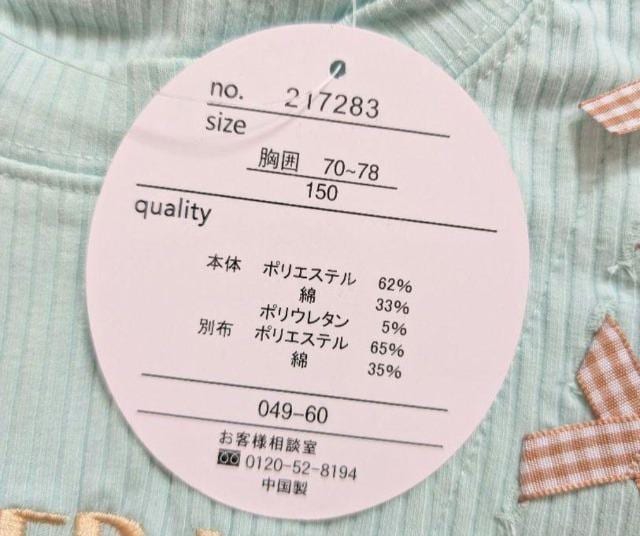 no. 217283
size
胸囲 70~78
150
quality
本体 ポリエステル 62%
綿 33%
ポリウレタン 5%
別布 ポリエステル 65%
綿 35%
049-60
お客様相談室
0120-52-8194
中国製